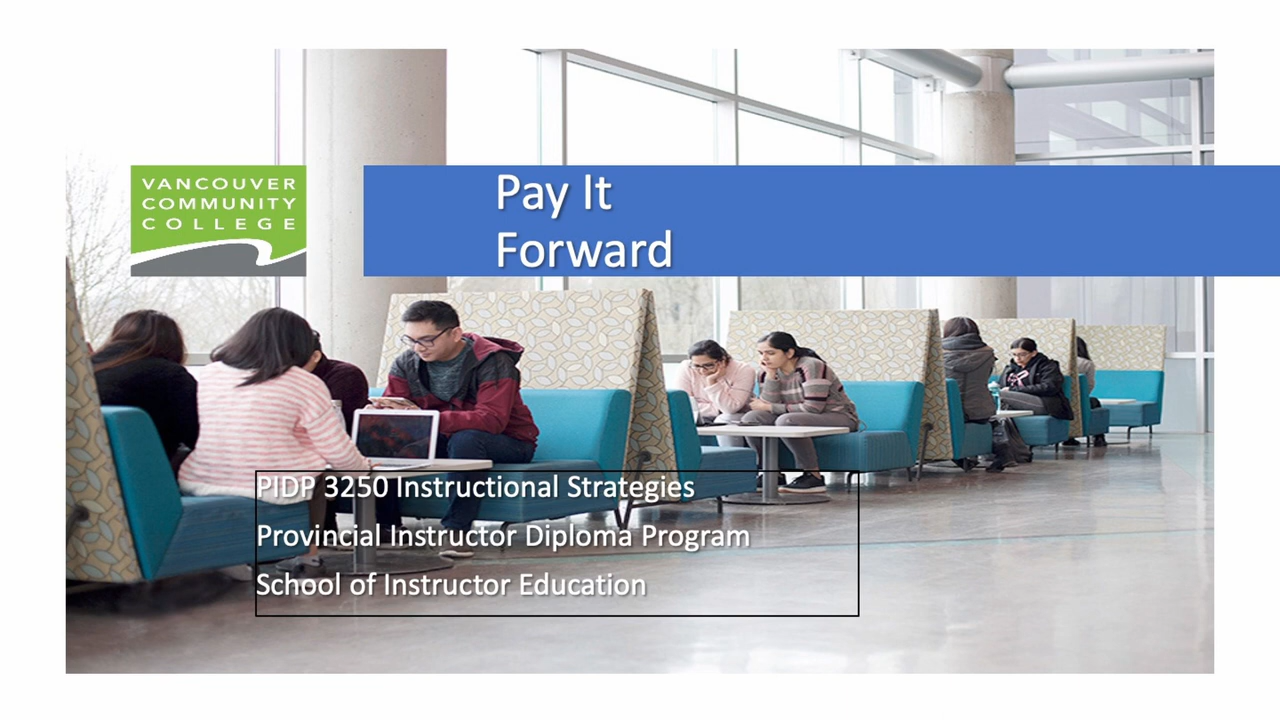 VANCOUVER
COMMUNITY
COLLEGE
Pay It
Forward
PIDP 3250 Instructional Strategies
Provincial Instructor Diploma Program
School of Instructor Education